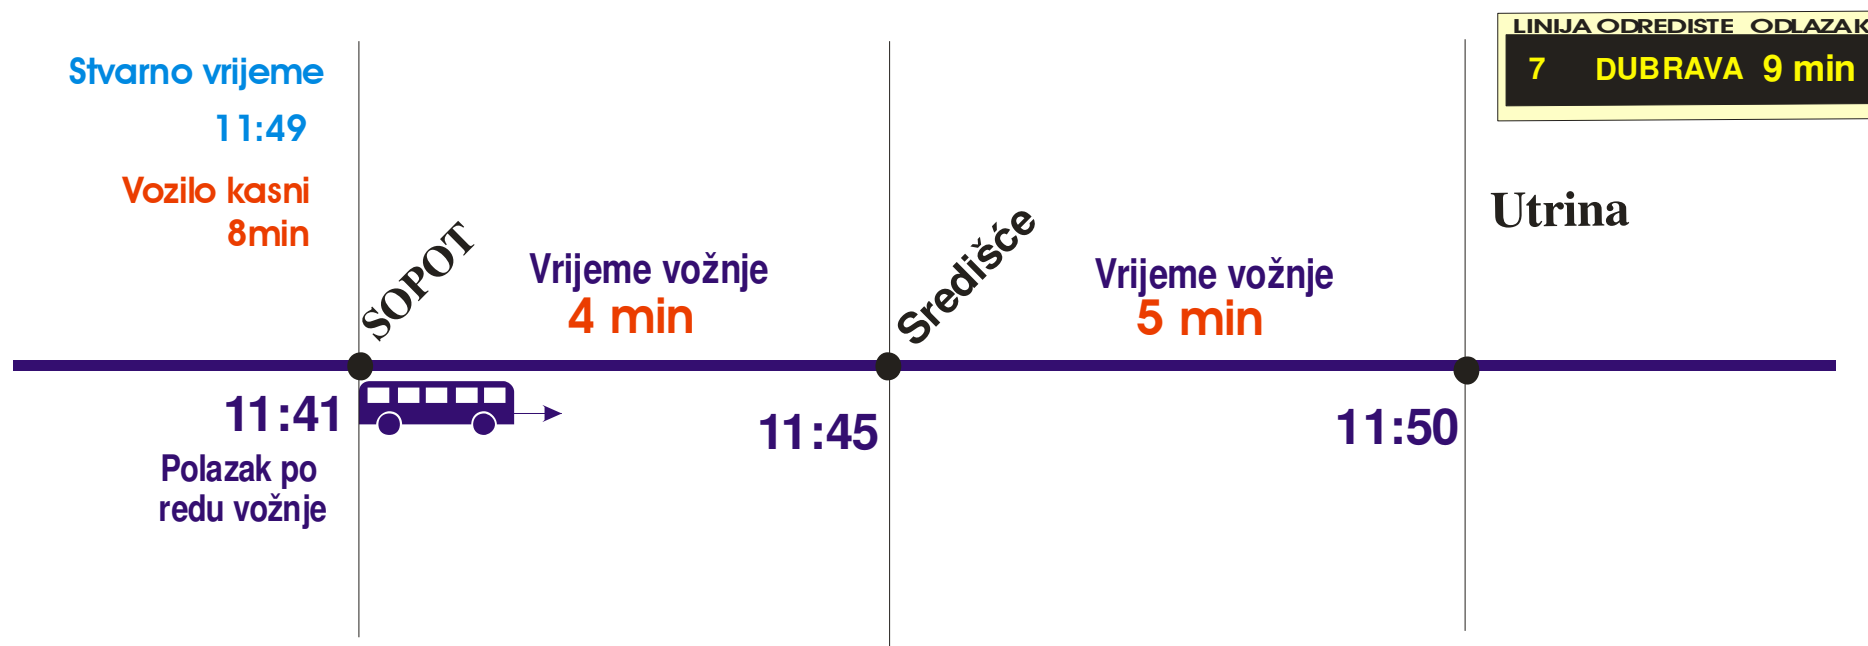 LINIJA ODREDISTE ODLAZAK
7 DUBRAVA 9 min
Stvarno vrijeme
11:49
Vozilo kasni
8min
SOPOT
Vrijeme vožnje
4 min
Središće
Vrijeme vožnje
5 min
Utrina
11:41
11:45
11:50
Polazak po
redu vožnje